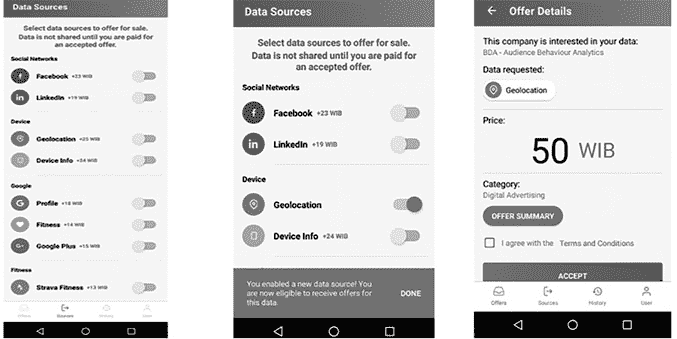 Data Sources
Select data sources to offer for sale.
Data is not shared until you are paid for
an accepted offer.
Social Networks
Facebook +23 WIB
LinkedIn +19 WIB
Device
Geolocation +25 WIB
Device Info +24 WIB
Google
Profile +18 WIB
Fitness +14 WIB
Google Plus +15 WIB
Fitness
Strava Fitness +13 WIB
Offers Sources History User
Data Sources
Select data sources to offer for sale.
Data is not shared until you are paid for
an accepted offer.
Social Networks
Facebook +23 WIB
LinkedIn +19 WIB
Device
Geolocation
Device Info +24 WIB
You enabled a new data source! You
are now eligible to receive offers for
this data.
DONE
Offer Details
This company is interested in your data:
BDA - Audience Behaviour Analytics
Data requested:
Geolocation
Price:
50 WIB
Category:
Digital Advertising
OFFER SUMMARY
I agree with the Terms and Conditions
ACCEPT
Offers Sources History User